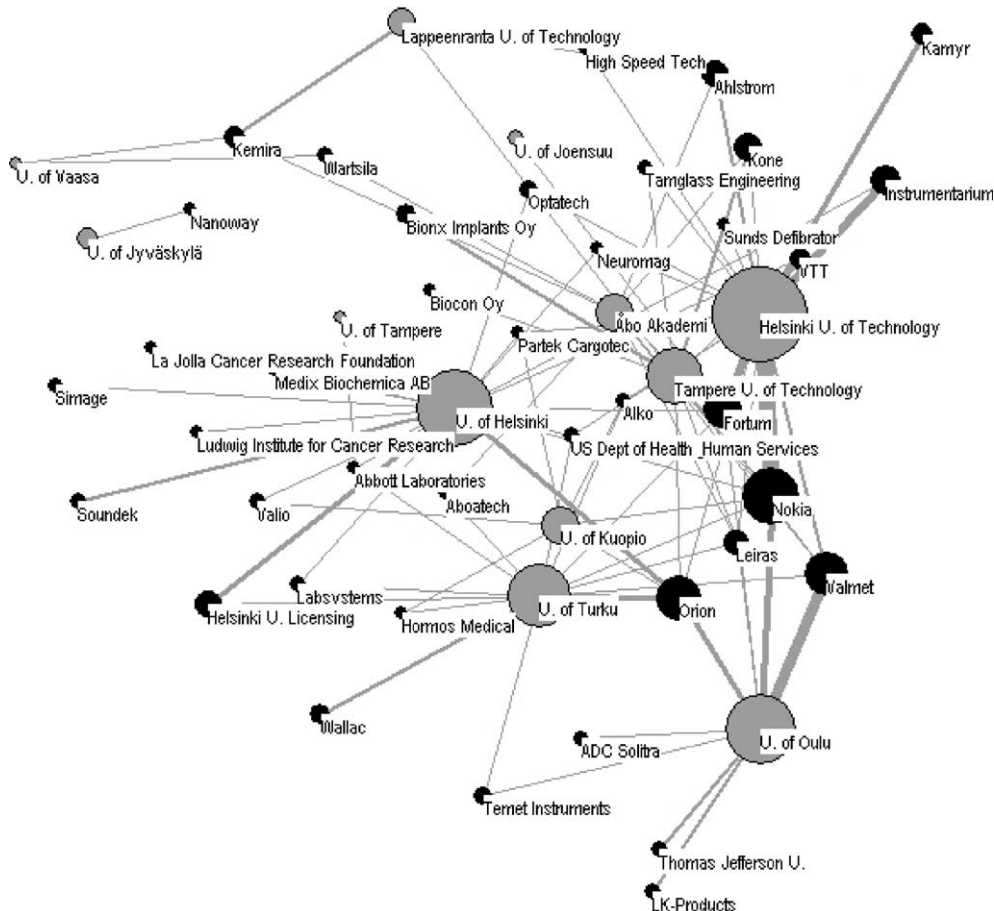 Lappeenranta U. of Technology
Kamyr
High Speed Tech
Ahlstrom
Kemira
U. of Joensuu
Kone
U. of Vaasa
Wartsila
Tamglass Engineering
Optatech
Instrumentarium
Nanoway
Bionx Implants Oy
Sunds Defibrator
U. of Jyväskylä
Neuromag
VTT
Biocon Oy
Åbo Akademi
Helsinki U. of Technology
U. of Tampere
Partek Cargotec
La Jolla Cancer Research Foundation
Medix Biochemica AB
Tampere U. of Technology
Simage
Alko
Fortum
U. of Helsinki
Ludwig Institute for Cancer Research
US Dept of Health _Human Services
Abbott Laboratories
Soundek
Valio
Aboatech
Nokia
U. of Kuopio
Leiras
Labsystems
Valmet
Helsinki U. Licensing
Hormos Medical
U. of Turku
Orion
Wallac
ADC Solitra
U. of Oulu
Temet Instruments
Thomas Jefferson U.
LK-Products